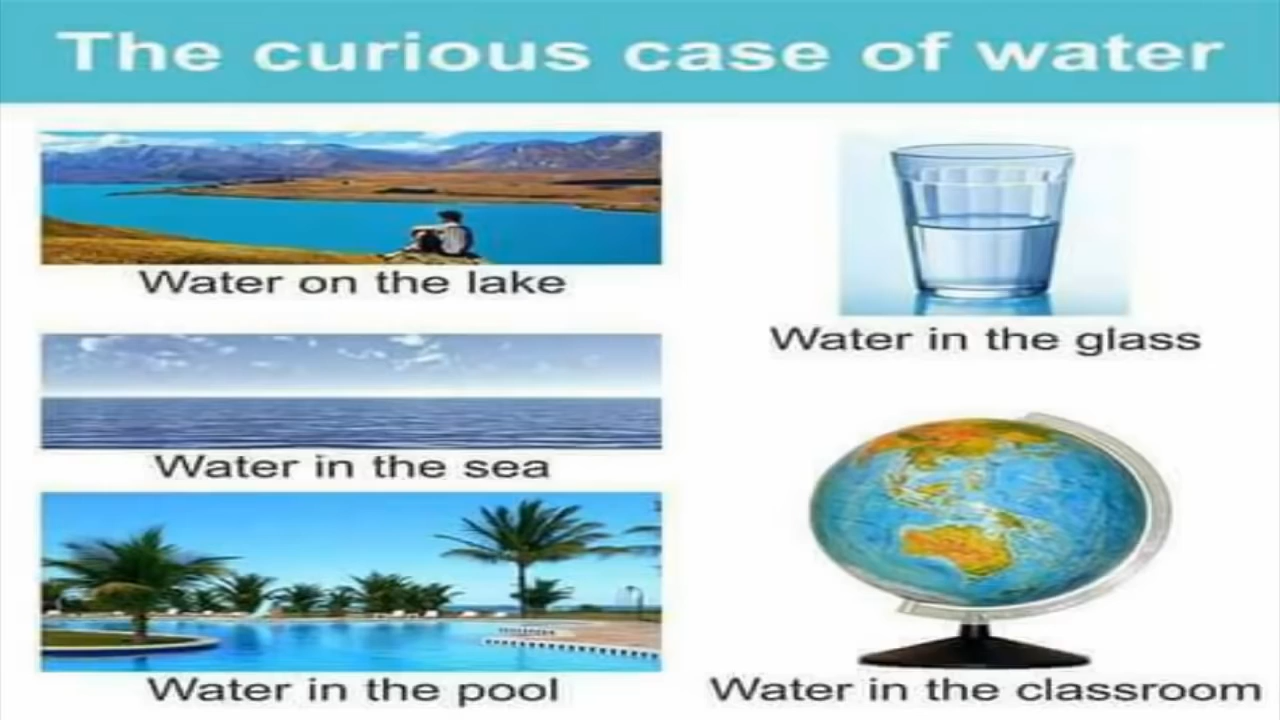 The curious case of water
Water on the lake
Water in the glass
Water in the sea
Water in the pool
Water in the classroom